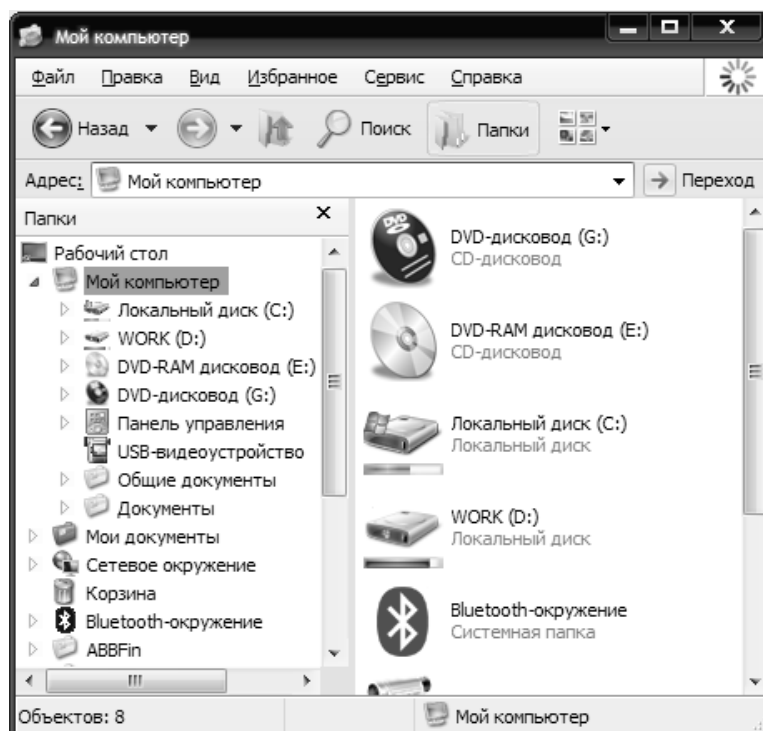 Мой компьютер
Файл Правка Вид Избранное Сервис Справка
Назад Поиск Папки
Адрес: Мой компьютер Переход
Папки
Рабочий стол
Мой компьютер
Локальный диск (C:)
WORK (D:)
DVD-RAM дисковод (E:)
DVD-дисковод (G:)
Панель управления
USB-видеоустройство
Общие документы
Документы
Мои документы
Сетевое окружение
Корзина
Bluetooth-окружение
ABBFin
DVD-дисковод (G:)
CD-дисковод
DVD-RAM дисковод (E:)
CD-дисковод
Локальный диск (C:)
Локальный диск
WORK (D:)
Локальный диск
Bluetooth-окружение
Системная папка
Объектов: 8
Мой компьютер